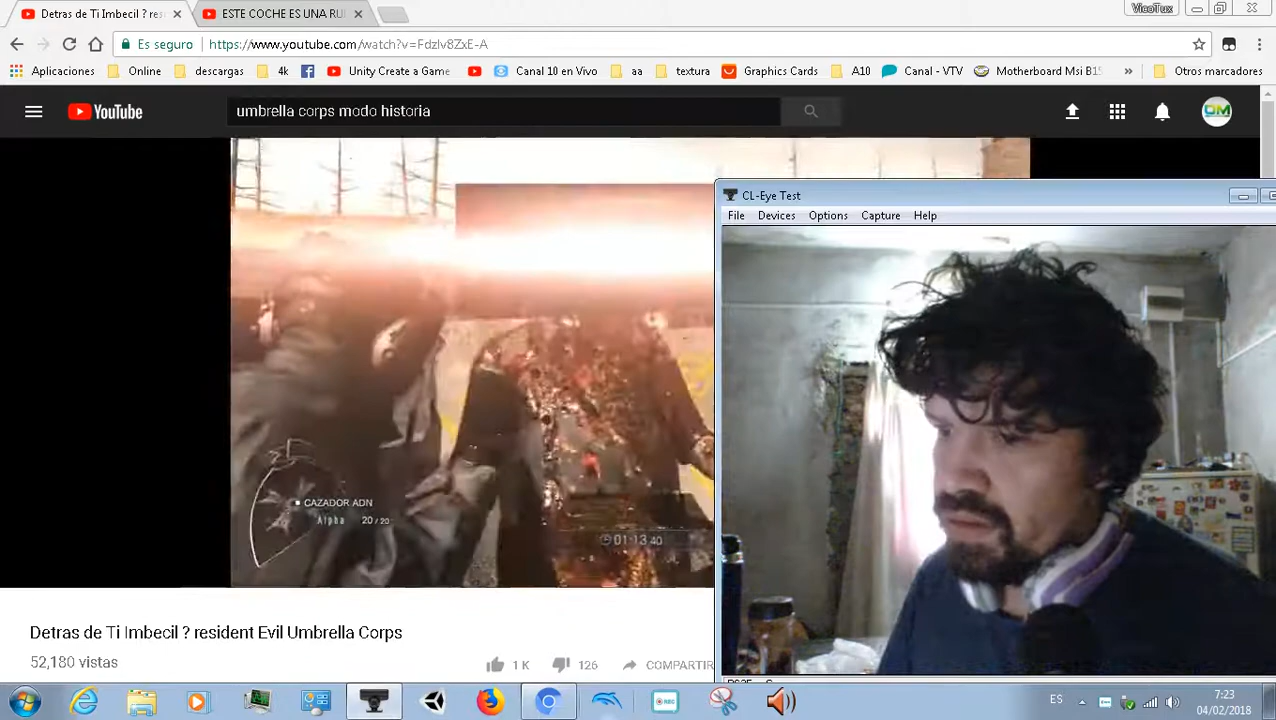 Detras de Ti Imbecil ? res
ESTE COCHE ES UNA RU
VicoTux
Es seguro
https://www.youtube.com/watch?v=Fdzlv8ZxE-A
Aplicaciones
Online
descargas
4k
Unity Create a Game
Canal 10 en Vivo
aa
textura
Graphics Cards
A10
Canal - VTV
Motherboard Msi B15
»
Otros marcadores
YouTube
umbrella corps modo historia
OM
CL-Eye Test
File Devices Options Capture Help
CAZADOR ADN
Alpha 20/20
01:13.40
Detras de Ti Imbecil ? resident Evil Umbrella Corps
52,180 vistas
1 K
126
COMPARTIR
REC
ES
7:23
04/02/2018